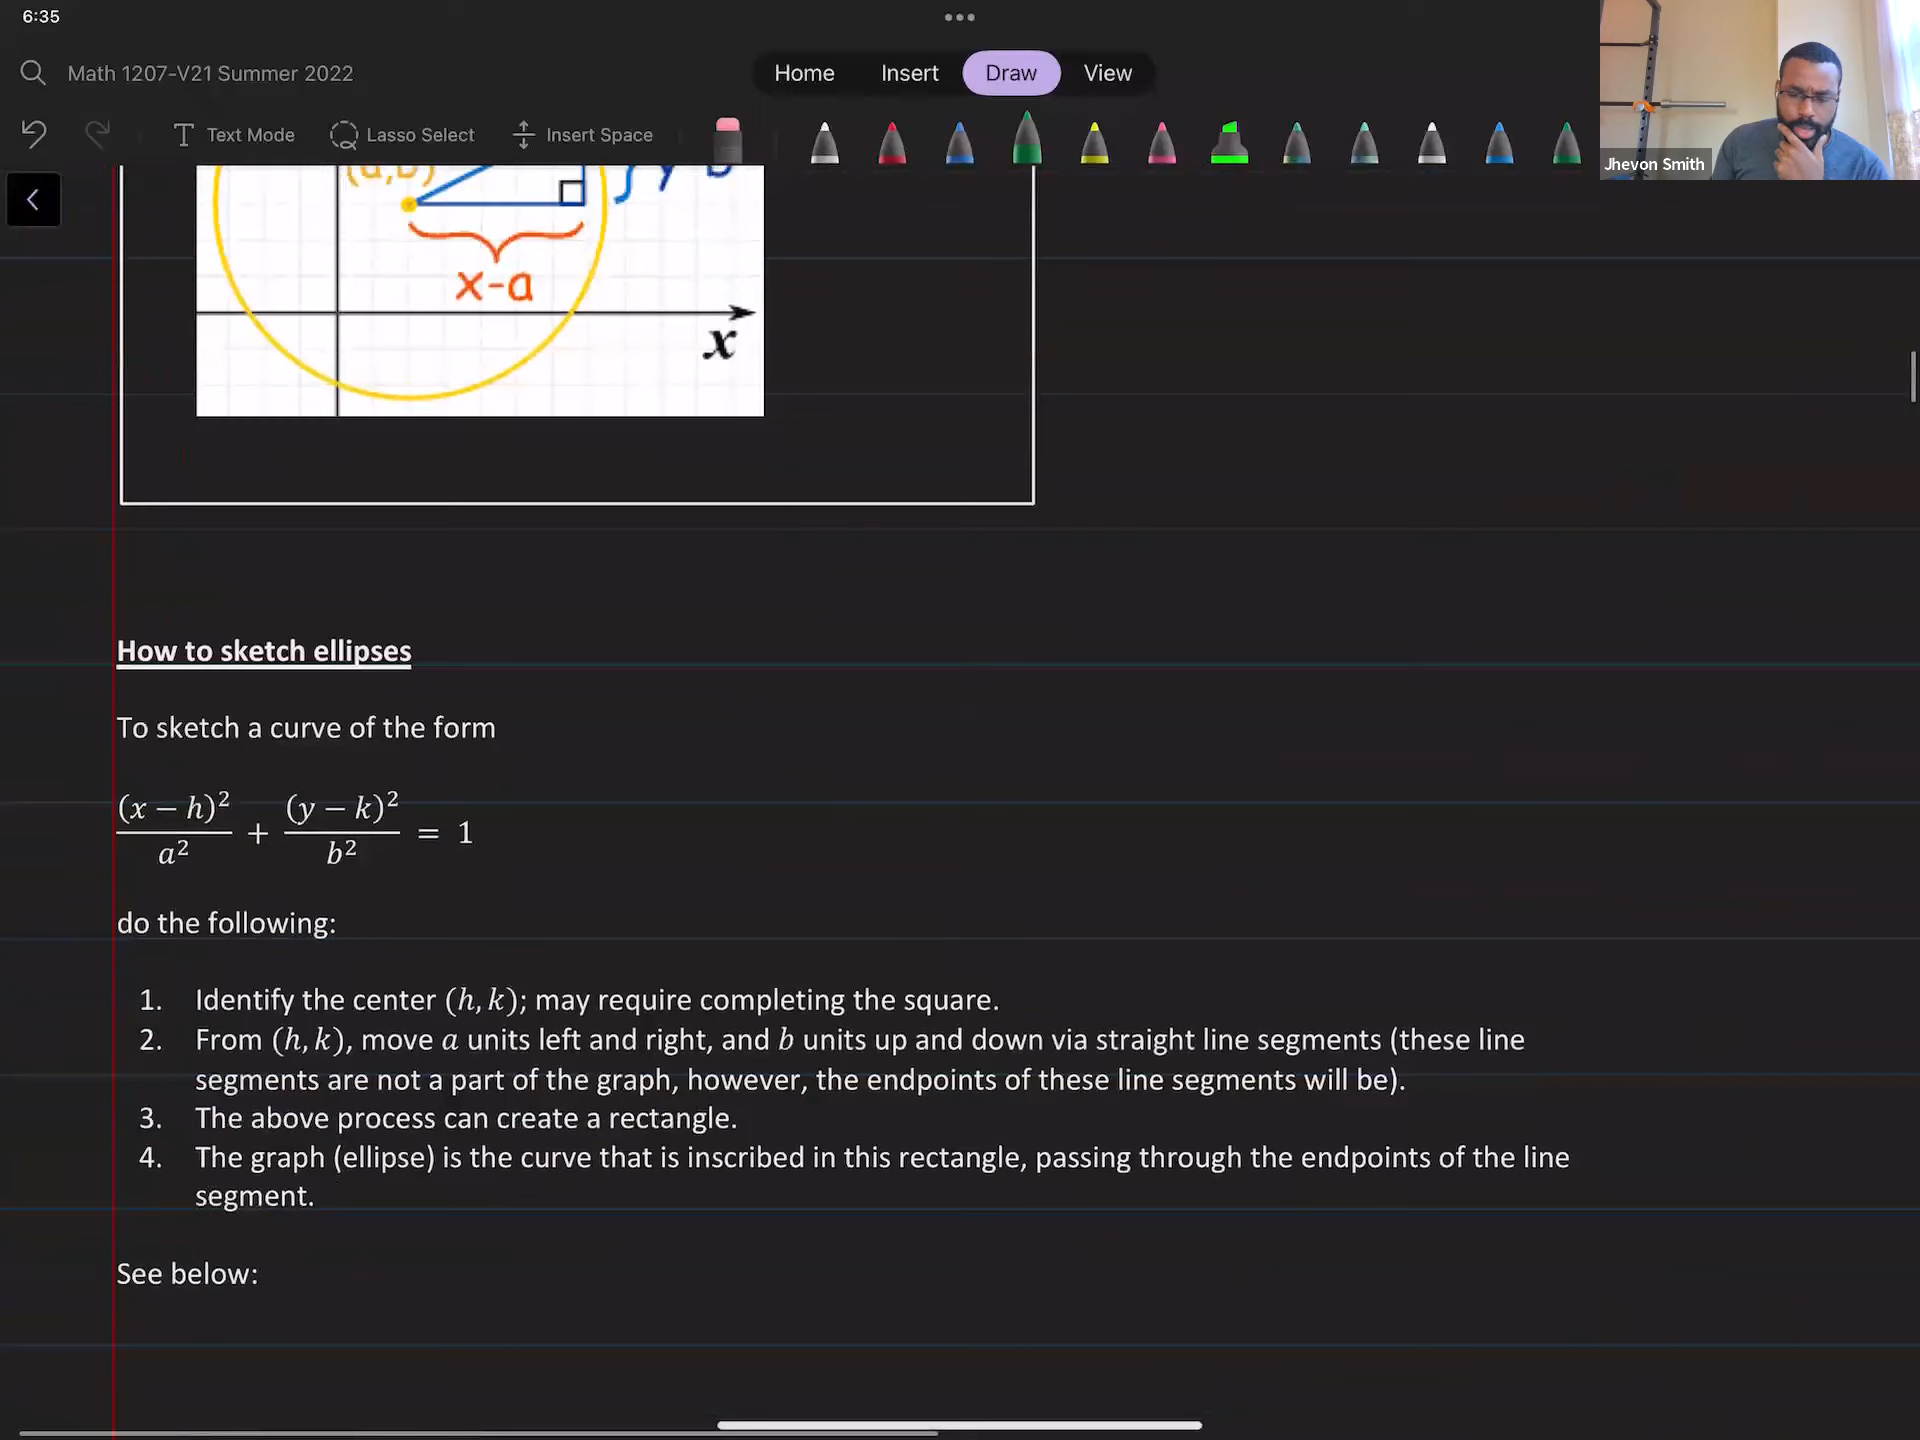 6:35
Math 1207-V21 Summer 2022
Home Insert Draw View
Text Mode Lasso Select Insert Space
Jhevon Smith
(a,b)
y-b
x-a
x
How to sketch ellipses
To sketch a curve of the form
(x − h)²/a² + (y − k)²/b² = 1
do the following:
1. Identify the center (h, k); may require completing the square.
2. From (h, k), move a units left and right, and b units up and down via straight line segments (these line
segments are not a part of the graph, however, the endpoints of these line segments will be).
3. The above process can create a rectangle.
4. The graph (ellipse) is the curve that is inscribed in this rectangle, passing through the endpoints of the line
segment.
See below: